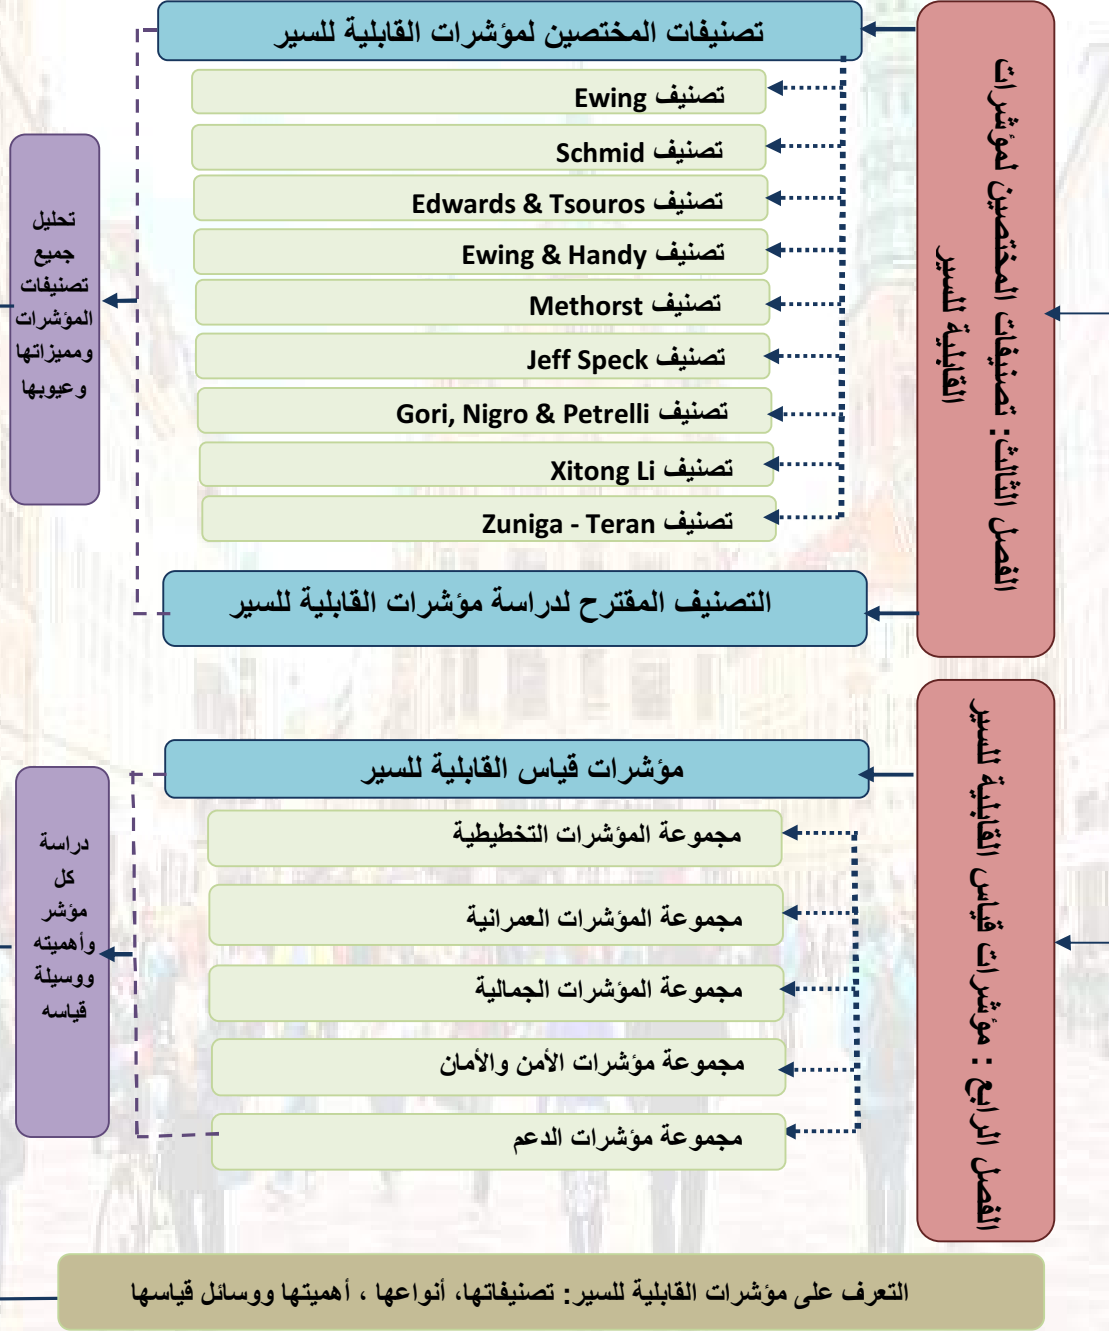 الفصل الثالث: تصنيفات المختصين لمؤشرات
القابلية للسير
تصنيفات المختصين لمؤشرات القابلية للسير
تصنيف Ewing
تصنيف Schmid
تصنيف Edwards & Tsouros
تصنيف Ewing & Handy
تصنيف Methorst
تصنيف Jeff Speck
تصنيف Gori, Nigro & Petrelli
تصنيف Xitong Li
تصنيف Zuniga - Teran
التصنيف المقترح لدراسة مؤشرات القابلية للسير
تحليل
جميع
تصنيفات
المؤشرات
ومميزاتها
وعيوبها
الفصل الرابع : مؤشرات قياس القابلية للسير
مؤشرات قياس القابلية للسير
مجموعة المؤشرات التخطيطية
مجموعة المؤشرات العمرانية
مجموعة المؤشرات الجمالية
مجموعة مؤشرات الأمن والأمان
مجموعة مؤشرات الدعم
دراسة
كل
مؤشر
وأهميته
ووسيلة
قياسه
التعرف على مؤشرات القابلية للسير: تصنيفاتها، أنواعها ، أهميتها ووسائل قياسها